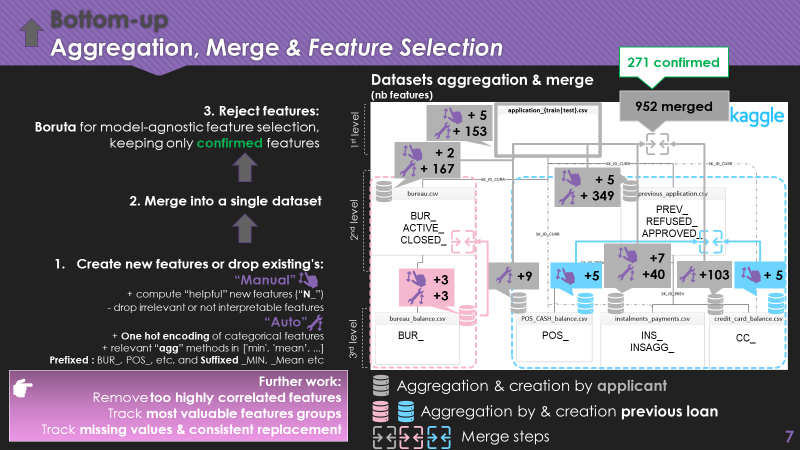 Bottom-up
Aggregation, Merge & Feature Selection
271 confirmed
Datasets aggregation & merge
(nb features)
952 merged
kaggle
3. Reject features:
Boruta for model-agnostic feature selection,
keeping only confirmed features
2. Merge into a single dataset
1. Create new features or drop existing's:
“Manual”
+ compute “helpful” new features (“N_”)
- drop irrelevant or not interpretable features
“Auto”
+ One hot encoding of categorical features
+ relevant “agg” methods in ['min', 'mean', ...]
Prefixed : BUR_, POS_, etc. and Suffixed _MIN, _Mean etc
Further work:
Remove too highly correlated features
Track most valuable features groups
Track missing values & consistent replacement
1st level
2nd level
3rd level
application_{train|test}.csv
+ 5
+ 153
+ 2
+ 167
SK_ID_CURR
SK_ID_CURR
SK_ID_CURR
+ 5
+ 349
bureau.csv
BUR_
ACTIVE_
CLOSED_
previous_application.csv
PREV_
REFUSED_
APPROVED_
SK_ID_CURR
+3
+3
+9
+5
+7
+40
+103
+ 5
SK_ID_PREV
bureau_balance.csv
BUR_
POS_CASH_balance.csv
POS_
instalments_payments.csv
INS_
INSAGG_
credit_card_balance.csv
CC_
Aggregation & creation by applicant
Aggregation by & creation previous loan
Merge steps
7